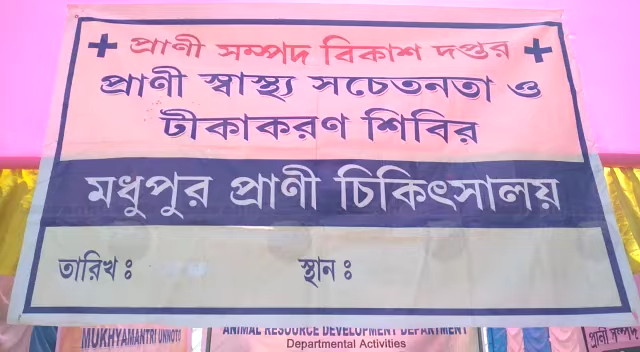 + প্রাণী সম্পদ বিকাশ দপ্তর +
প্রাণী স্বাস্থ্য সচেতনতা ও
টীকাকরণ শিবির
মধুপুর প্রাণী চিকিৎসালয়
তারিখ : স্থান :
MUKHYAMANTRI UNNOTO
ANIMAL RESOURCE DEVELOPMENT DEPARTMENT
Departmental Activities
প্রাণী সম্পদ